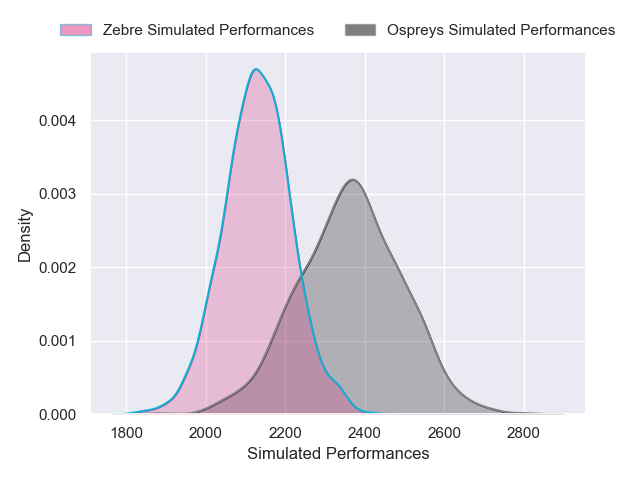 Zebre Simulated Performances Ospreys Simulated Performances
0.004
0.003
0.002
0.001
0.000
Density
1800 2000 2200 2400 2600 2800
Simulated Performances